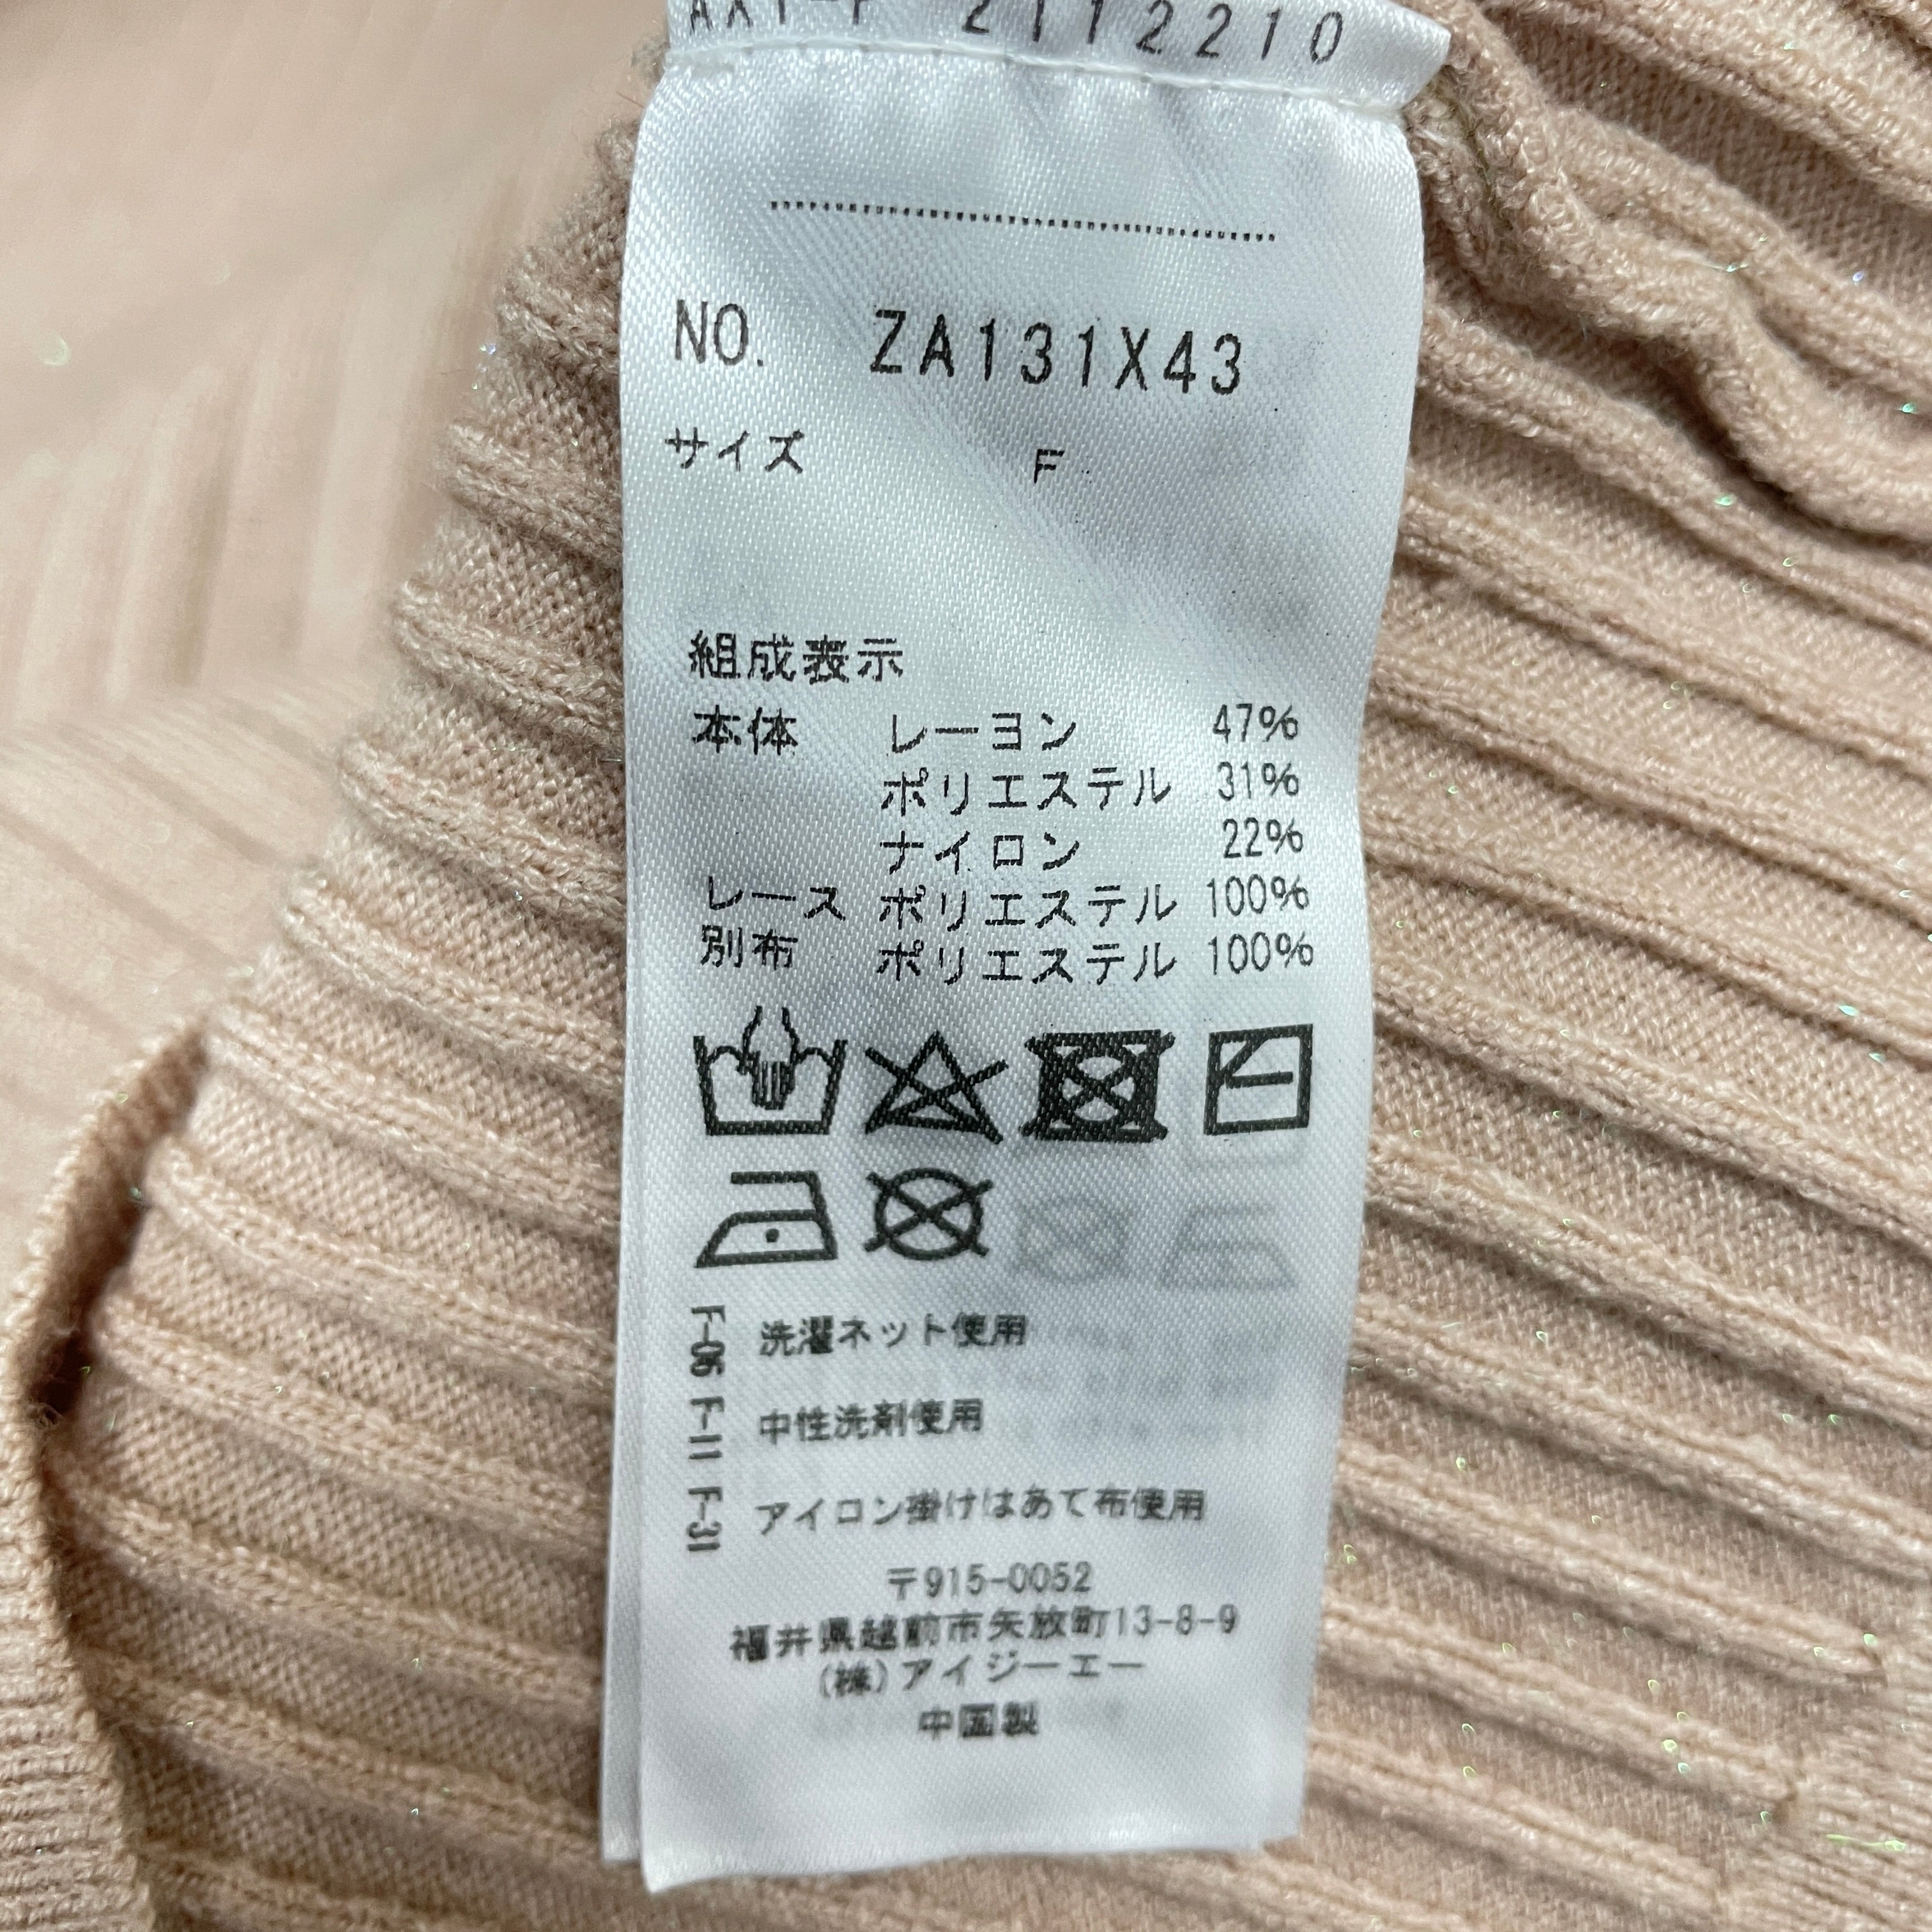 AXT-F 2112210
NO. ZA131X43
サイズ F
組成表示
本体 レーヨン 47%
ポリエステル 31%
ナイロン 22%
レース ポリエステル 100%
別布 ポリエステル 100%
F-06 洗濯ネット使用
F-11 中性洗剤使用
F-31 アイロン掛けはあて布使用
〒915-0052
福井県越前市矢放町13-8-9
(株)アイジーエー
中国製